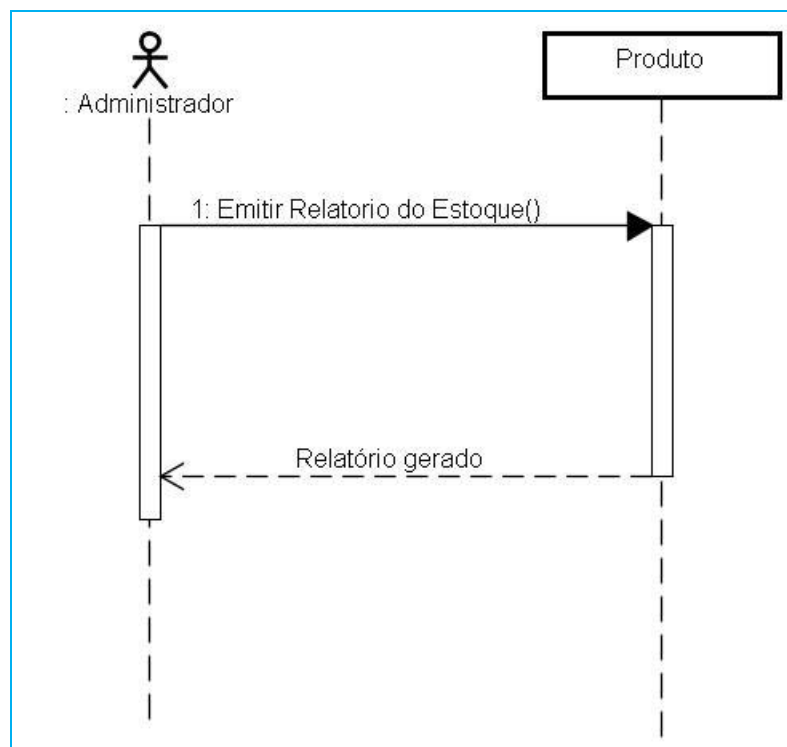 : Administrador
Produto
1: Emitir Relatorio do Estoque()
Relatório gerado